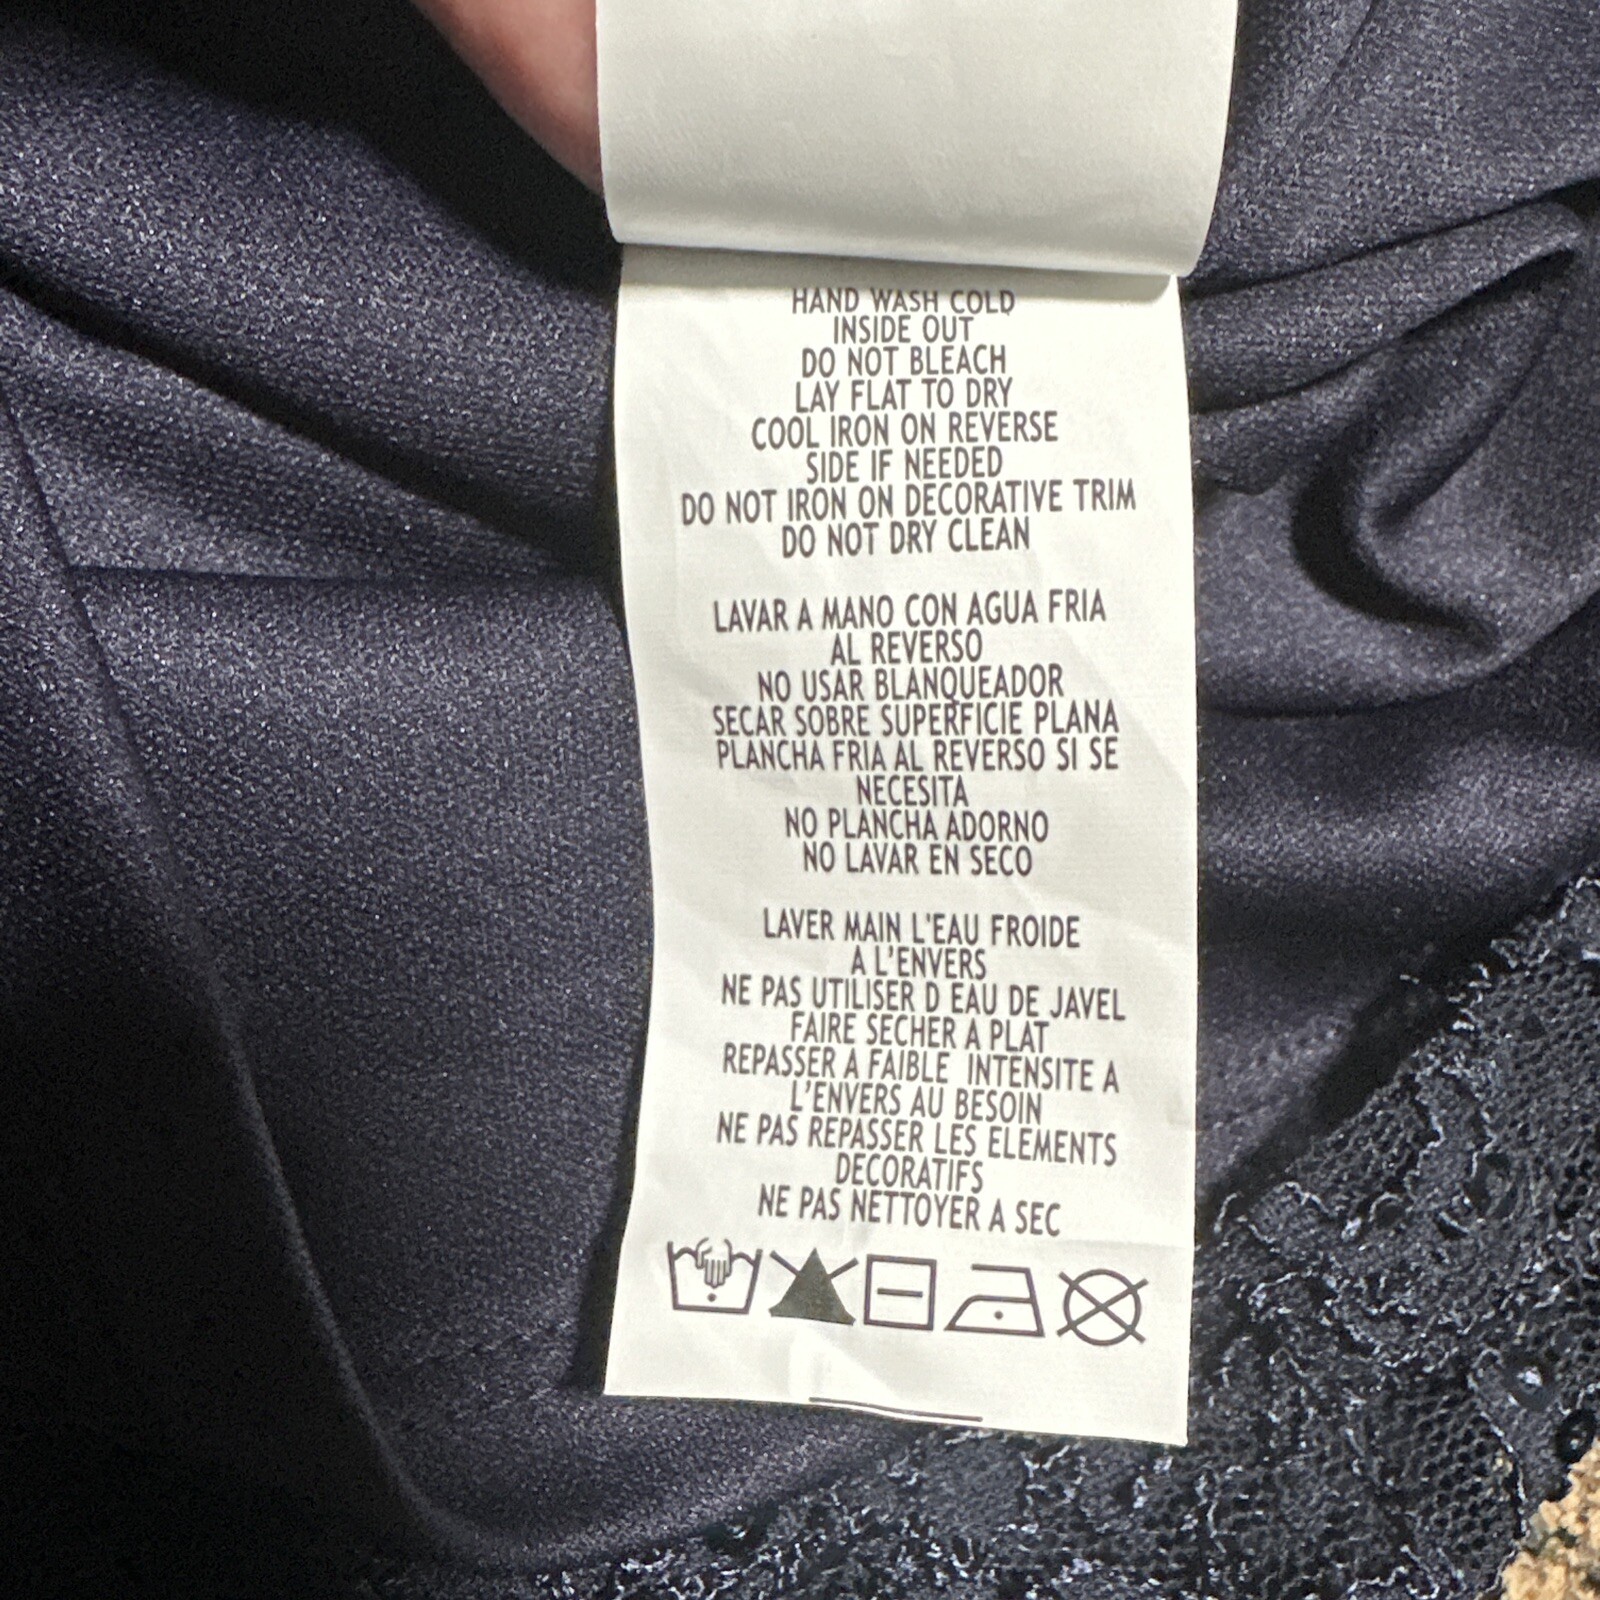 HAND WASH COLD
INSIDE OUT
DO NOT BLEACH
LAY FLAT TO DRY
COOL IRON ON REVERSE
SIDE IF NEEDED
DO NOT IRON ON DECORATIVE TRIM
DO NOT DRY CLEAN
LAVAR A MANO CON AGUA FRIA
AL REVERSO
NO USAR BLANQUEADOR
SECAR SOBRE SUPERFICIE PLANA
PLANCHA FRIA AL REVERSO SI SE
NECESITA
NO PLANCHA ADORNO
NO LAVAR EN SECO
LAVER MAIN L'EAU FROIDE
A L'ENVERS
NE PAS UTILISER D EAU DE JAVEL
FAIRE SECHER A PLAT
REPASSER A FAIBLE INTENSITE A
L'ENVERS AU BESOIN
NE PAS REPASSER LES ELEMENTS
DECORATIFS
NE PAS NETTOYER A SEC